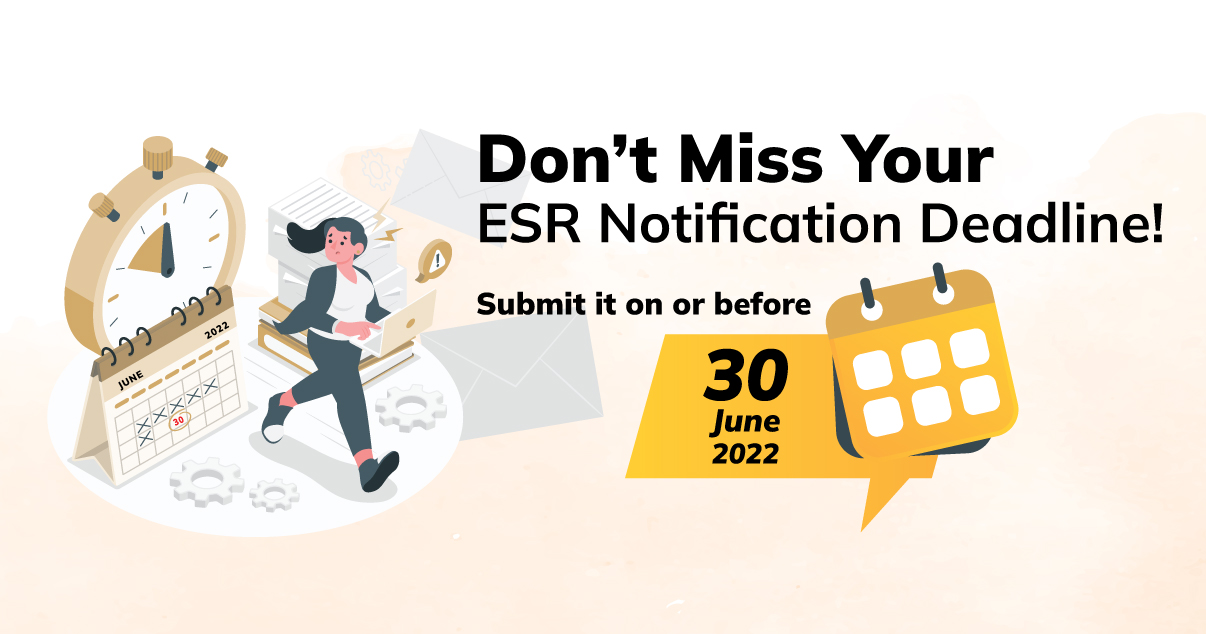 Don’t Miss Your
ESR Notification Deadline!
Submit it on or before
30
June
2022
2022
JUNE
30
!